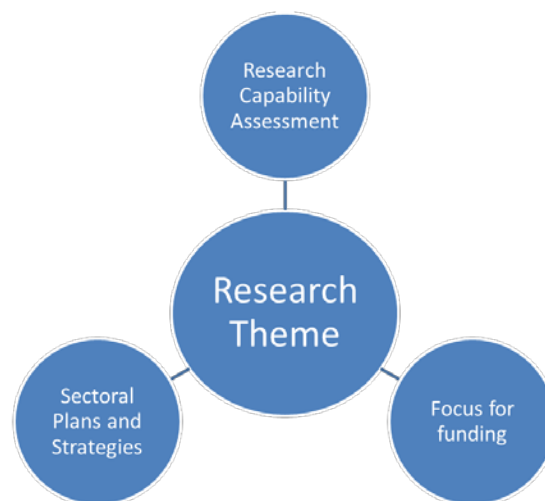 Research
Capability
Assessment
Research
Theme
Sectoral
Plans and
Strategies
Focus for
funding